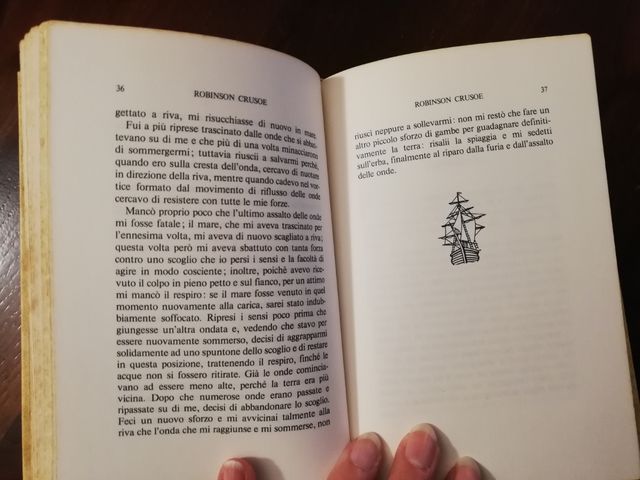 36
ROBINSON CRUSOE
gettato a riva, mi risucchiasse di nuovo in mare.
Fui a più riprese trascinato dalle onde che si abbat-
tevano su di me e che più di una volta minacciarono
di sommergermi; tuttavia riuscii a salvarmi perché,
quando ero sulla cresta dell'onda, cercavo di nuotare
in direzione della riva, mentre quando cadevo nel vor-
tice formato dal movimento di riflusso delle onde
cercavo di resistere con tutte le mie forze.
Mancò proprio poco che l'ultimo assalto delle onde
mi fosse fatale; il mare, che mi aveva trascinato per
l'ennesima volta, mi aveva di nuovo scagliato a riva;
questa volta però mi aveva sbattuto con tanta forza
contro uno scoglio che io persi i sensi e la facoltà di
agire in modo cosciente; inoltre, poichè avevo rice-
vuto il colpo in pieno petto e sul fianco, per un attimo
mi mancò il respiro: se il mare fosse venuto in quel
momento nuovamente alla carica, sarei stato indub-
biamente soffocato. Ripresi i sensi poco prima che
giungesse un'altra ondata e, vedendo che stavo per
essere nuovamente sommerso, decisi di aggrapparmi
solidamente ad uno spuntone dello scoglio e di restare
in questa posizione, trattenendo il respiro, finché le
acque non si fossero ritirate. Già le onde comincia-
vano ad essere meno alte, perché la terra era più
vicina. Dopo che numerose onde erano passate e
ripassate su di me, decisi di abbandonare lo scoglio.
Feci un nuovo sforzo e mi avvicinai talmente alla
riva che l'onda che mi raggiunse e mi sommerse, non
ROBINSON CRUSOE
37
riuscì neppure a sollevarmi: non mi restò che fare un
altro piccolo sforzo di gambe per guadagnare definiti-
vamente la terra: risalii la spiaggia e mi sedetti
sull'erba, finalmente al riparo dalla furia e dall'assalto
delle onde.